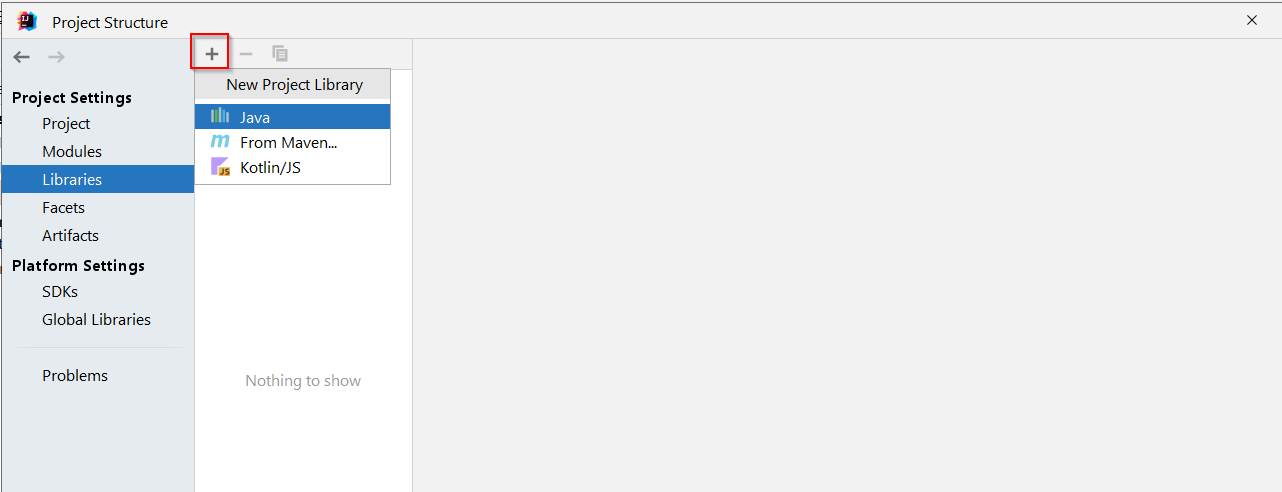 Project Structure
Project Settings
Project
Modules
Libraries
Facets
Artifacts
Platform Settings
SDKs
Global Libraries
Problems
New Project Library
Java
From Maven...
Kotlin/JS
Nothing to show